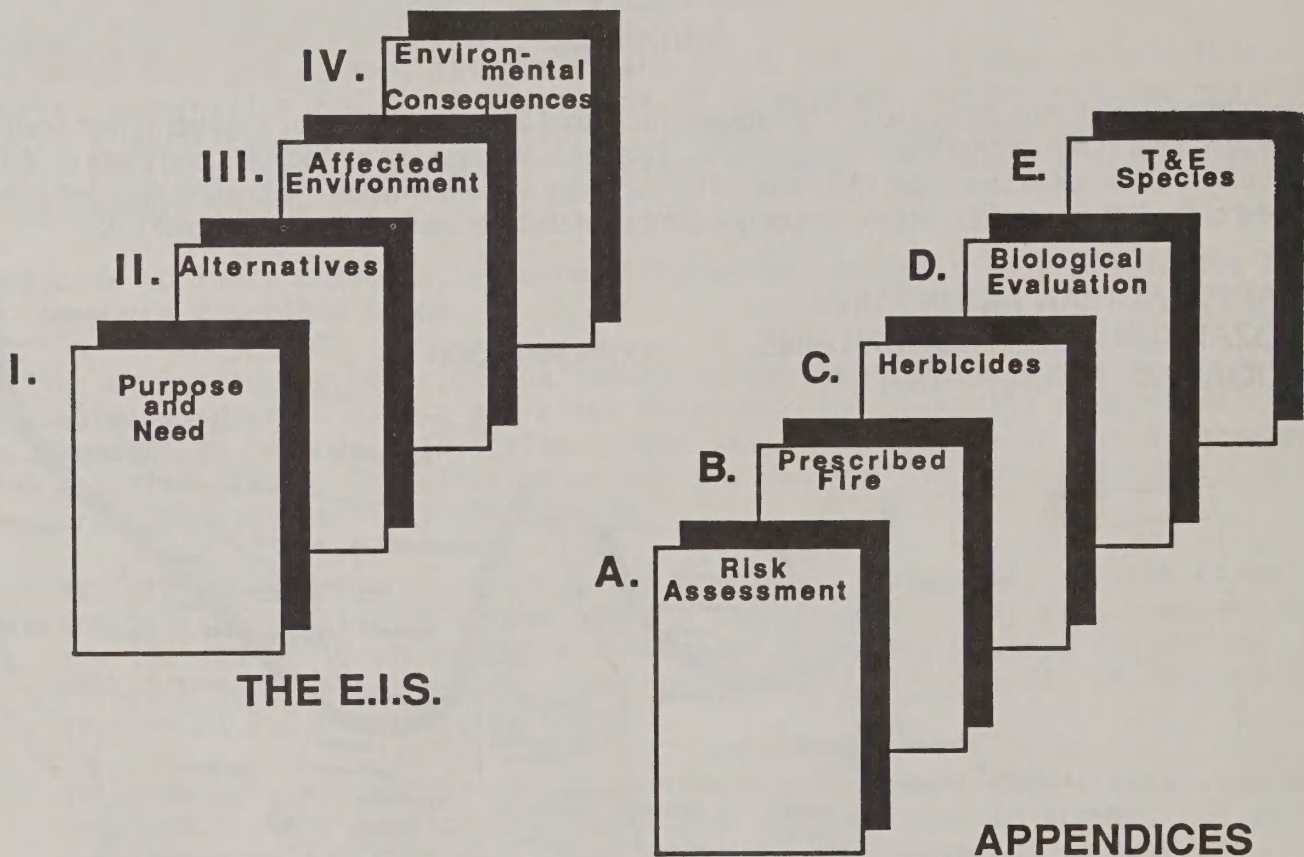 I.
Purpose
and
Need
II.
Alternatives
III.
Affected
Environment
IV.
Environ-
mental
Consequences
THE E.I.S.
A.
Risk
Assessment
B.
Prescribed
Fire
C.
Herbicides
D.
Biological
Evaluation
E.
T&E
Species
APPENDICES